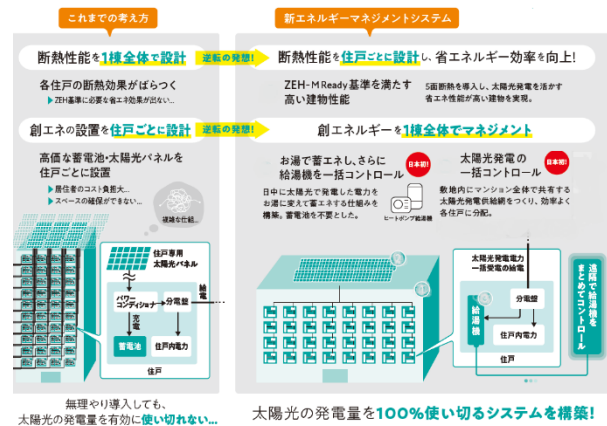 これまでの考え方
新エネルギーマネジメントシステム
断熱性能を1棟全体で設計
逆転の発想!
断熱性能を住戸ごとに設計し、省エネルギー効率を向上!
各住戸の断熱効果がばらつく
▶ZEH基準に必要な省エネ効果が出ない...
ZEH-M Ready基準を満たす
高い建物性能
5面断熱を導入し、太陽光発電を活かす
省エネ性能が高い建物を実現。
創エネの設置を住戸ごとに設計
逆転の発想!
創エネルギーを1棟全体でマネジメント
高価な蓄電池・太陽光パネルを
住戸ごとに設置
▶居住者のコスト負担大...
▶スペースの確保ができない...
複雑な仕組...
お湯で蓄エネし、さらに
給湯機を一括コントロール
日本初!
日中に太陽光で発電した電力を
お湯に変えて蓄エネする仕組みを
構築。蓄電池を不要とした。
ヒートポンプ給湯機
太陽光発電の
一括コントロール
日本初!
敷地内にマンション全体で共有する
太陽光発電供給網をつくり、効率よく
各住戸に分配。
住戸専用
太陽光パネル
給電
パワー
コンディショナー
分電盤
充電
蓄電池
住戸内電力
住戸
太陽光発電電力
一括受電の給電
分電盤
給湯機
住戸内電力
住戸
遠隔で給湯機を
まとめてコントロール
無理やり導入しても、
太陽光の発電量を有効に使い切れない...
太陽光の発電量を100%使い切るシステムを構築!